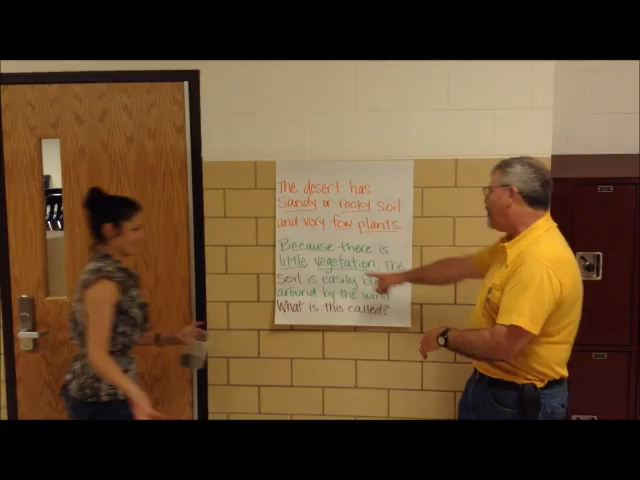 The desert has
sandy or rocky soil
and very few plants.
Because there is
little vegetation, the
soil is easily
around by the wind
What is this called?